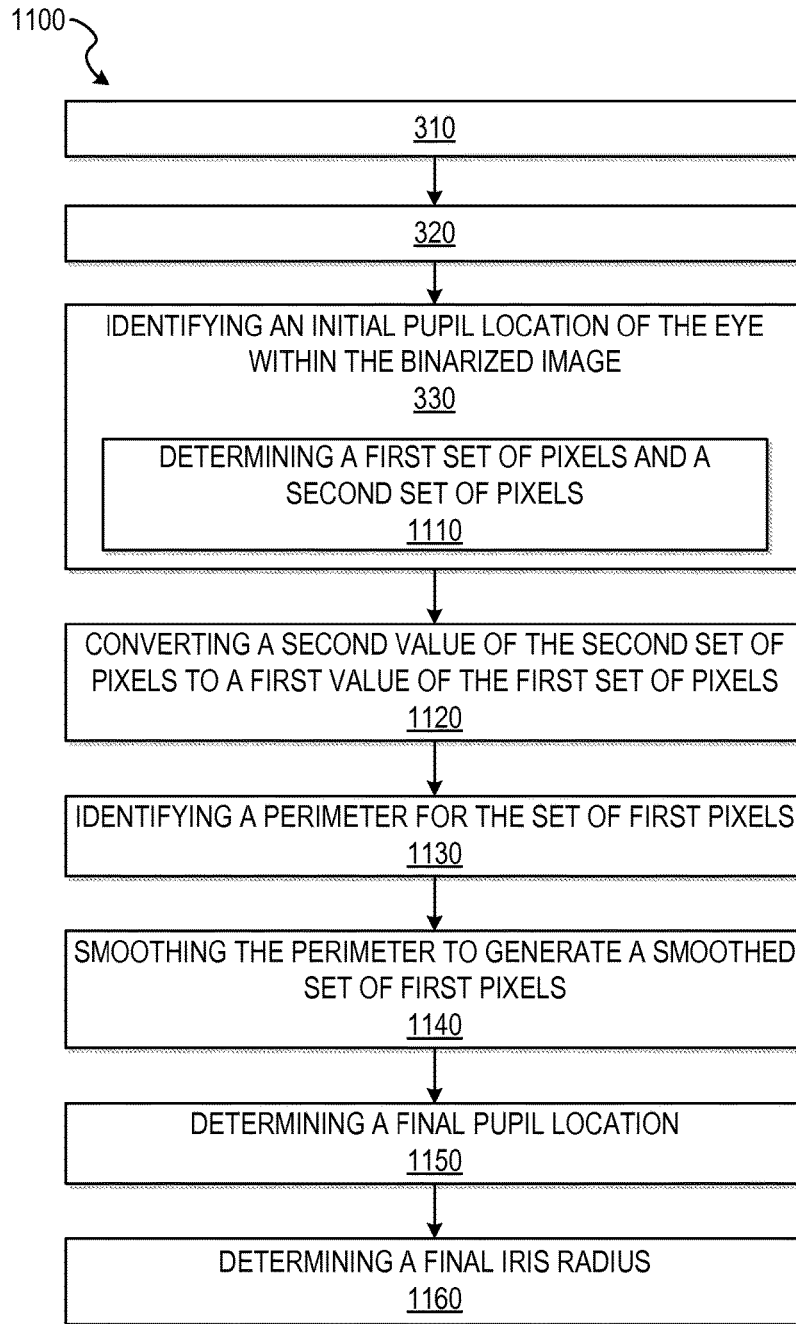 1100
310
320
IDENTIFYING AN INITIAL PUPIL LOCATION OF THE EYE
WITHIN THE BINARIZED IMAGE
330
DETERMINING A FIRST SET OF PIXELS AND A
SECOND SET OF PIXELS
1110
CONVERTING A SECOND VALUE OF THE SECOND SET OF
PIXELS TO A FIRST VALUE OF THE FIRST SET OF PIXELS
1120
IDENTIFYING A PERIMETER FOR THE SET OF FIRST PIXELS
1130
SMOOTHING THE PERIMETER TO GENERATE A SMOOTHED
SET OF FIRST PIXELS
1140
DETERMINING A FINAL PUPIL LOCATION
1150
DETERMINING A FINAL IRIS RADIUS
1160